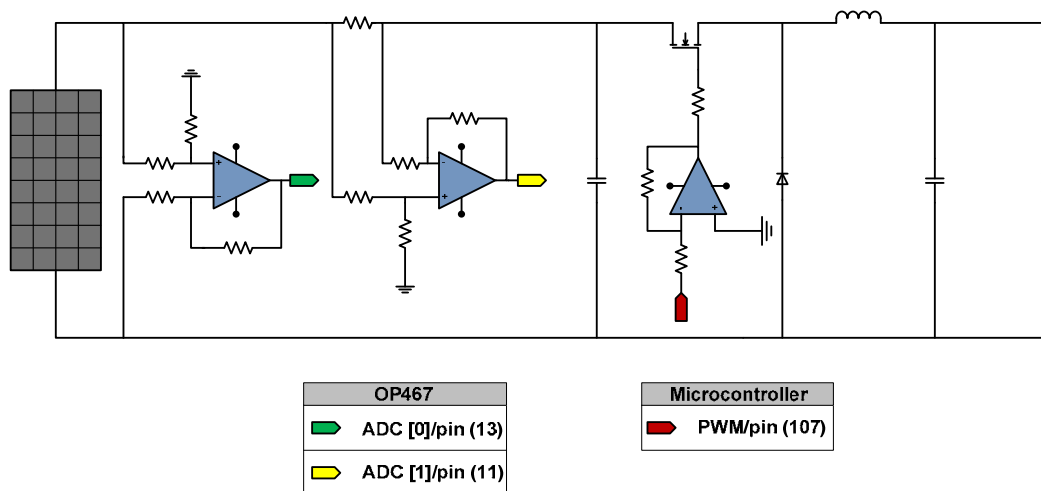 +
-
-
+
-
+
OP467
ADC [0]/pin (13)
ADC [1]/pin (11)
Microcontroller
PWM/pin (107)